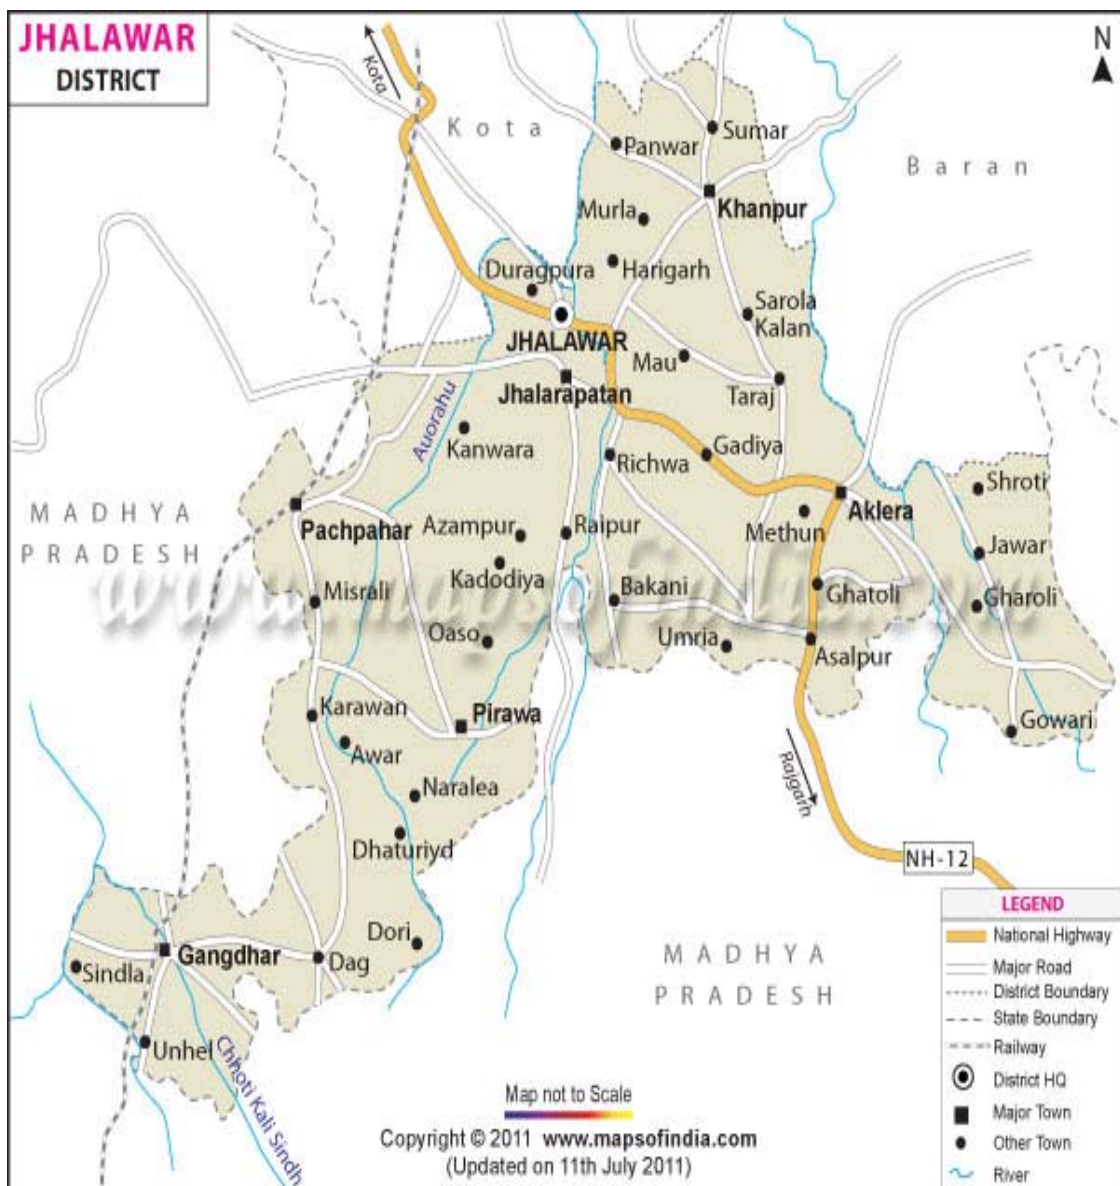 JHALAWAR
DISTRICT
N
Kota
Kota
Baran
Sumar
Panwar
Khanpur
Murla
Harigarh
Duragpura
Sarola
Kalan
JHALAWAR
Mau
Jhalarapatan
Taraj
Auorahu
Kanwara
Richwa
Gadiya
Shroti
MADHYA
PRADESH
Pachpahar
Azampur
Raipur
Methun
Aklera
Jawar
Kadodiya
www.mapsofindia.com
Misrali
Bakani
Ghatoli
Gharoli
Oaso
Umria
Asalpur
Karawan
Pirawa
Gowari
Awar
Rajgarh
Naralea
Dhaturiyd
NH-12
Dori
Gangdhar
Dag
Sindla
MADHYA
PRADESH
Unhel
Chhoti Kali Sindh
LEGEND
National Highway
Major Road
District Boundary
State Boundary
Railway
District HQ
Major Town
Other Town
River
Map not to Scale
Copyright © 2011 www.mapsofindia.com
(Updated on 11th July 2011)